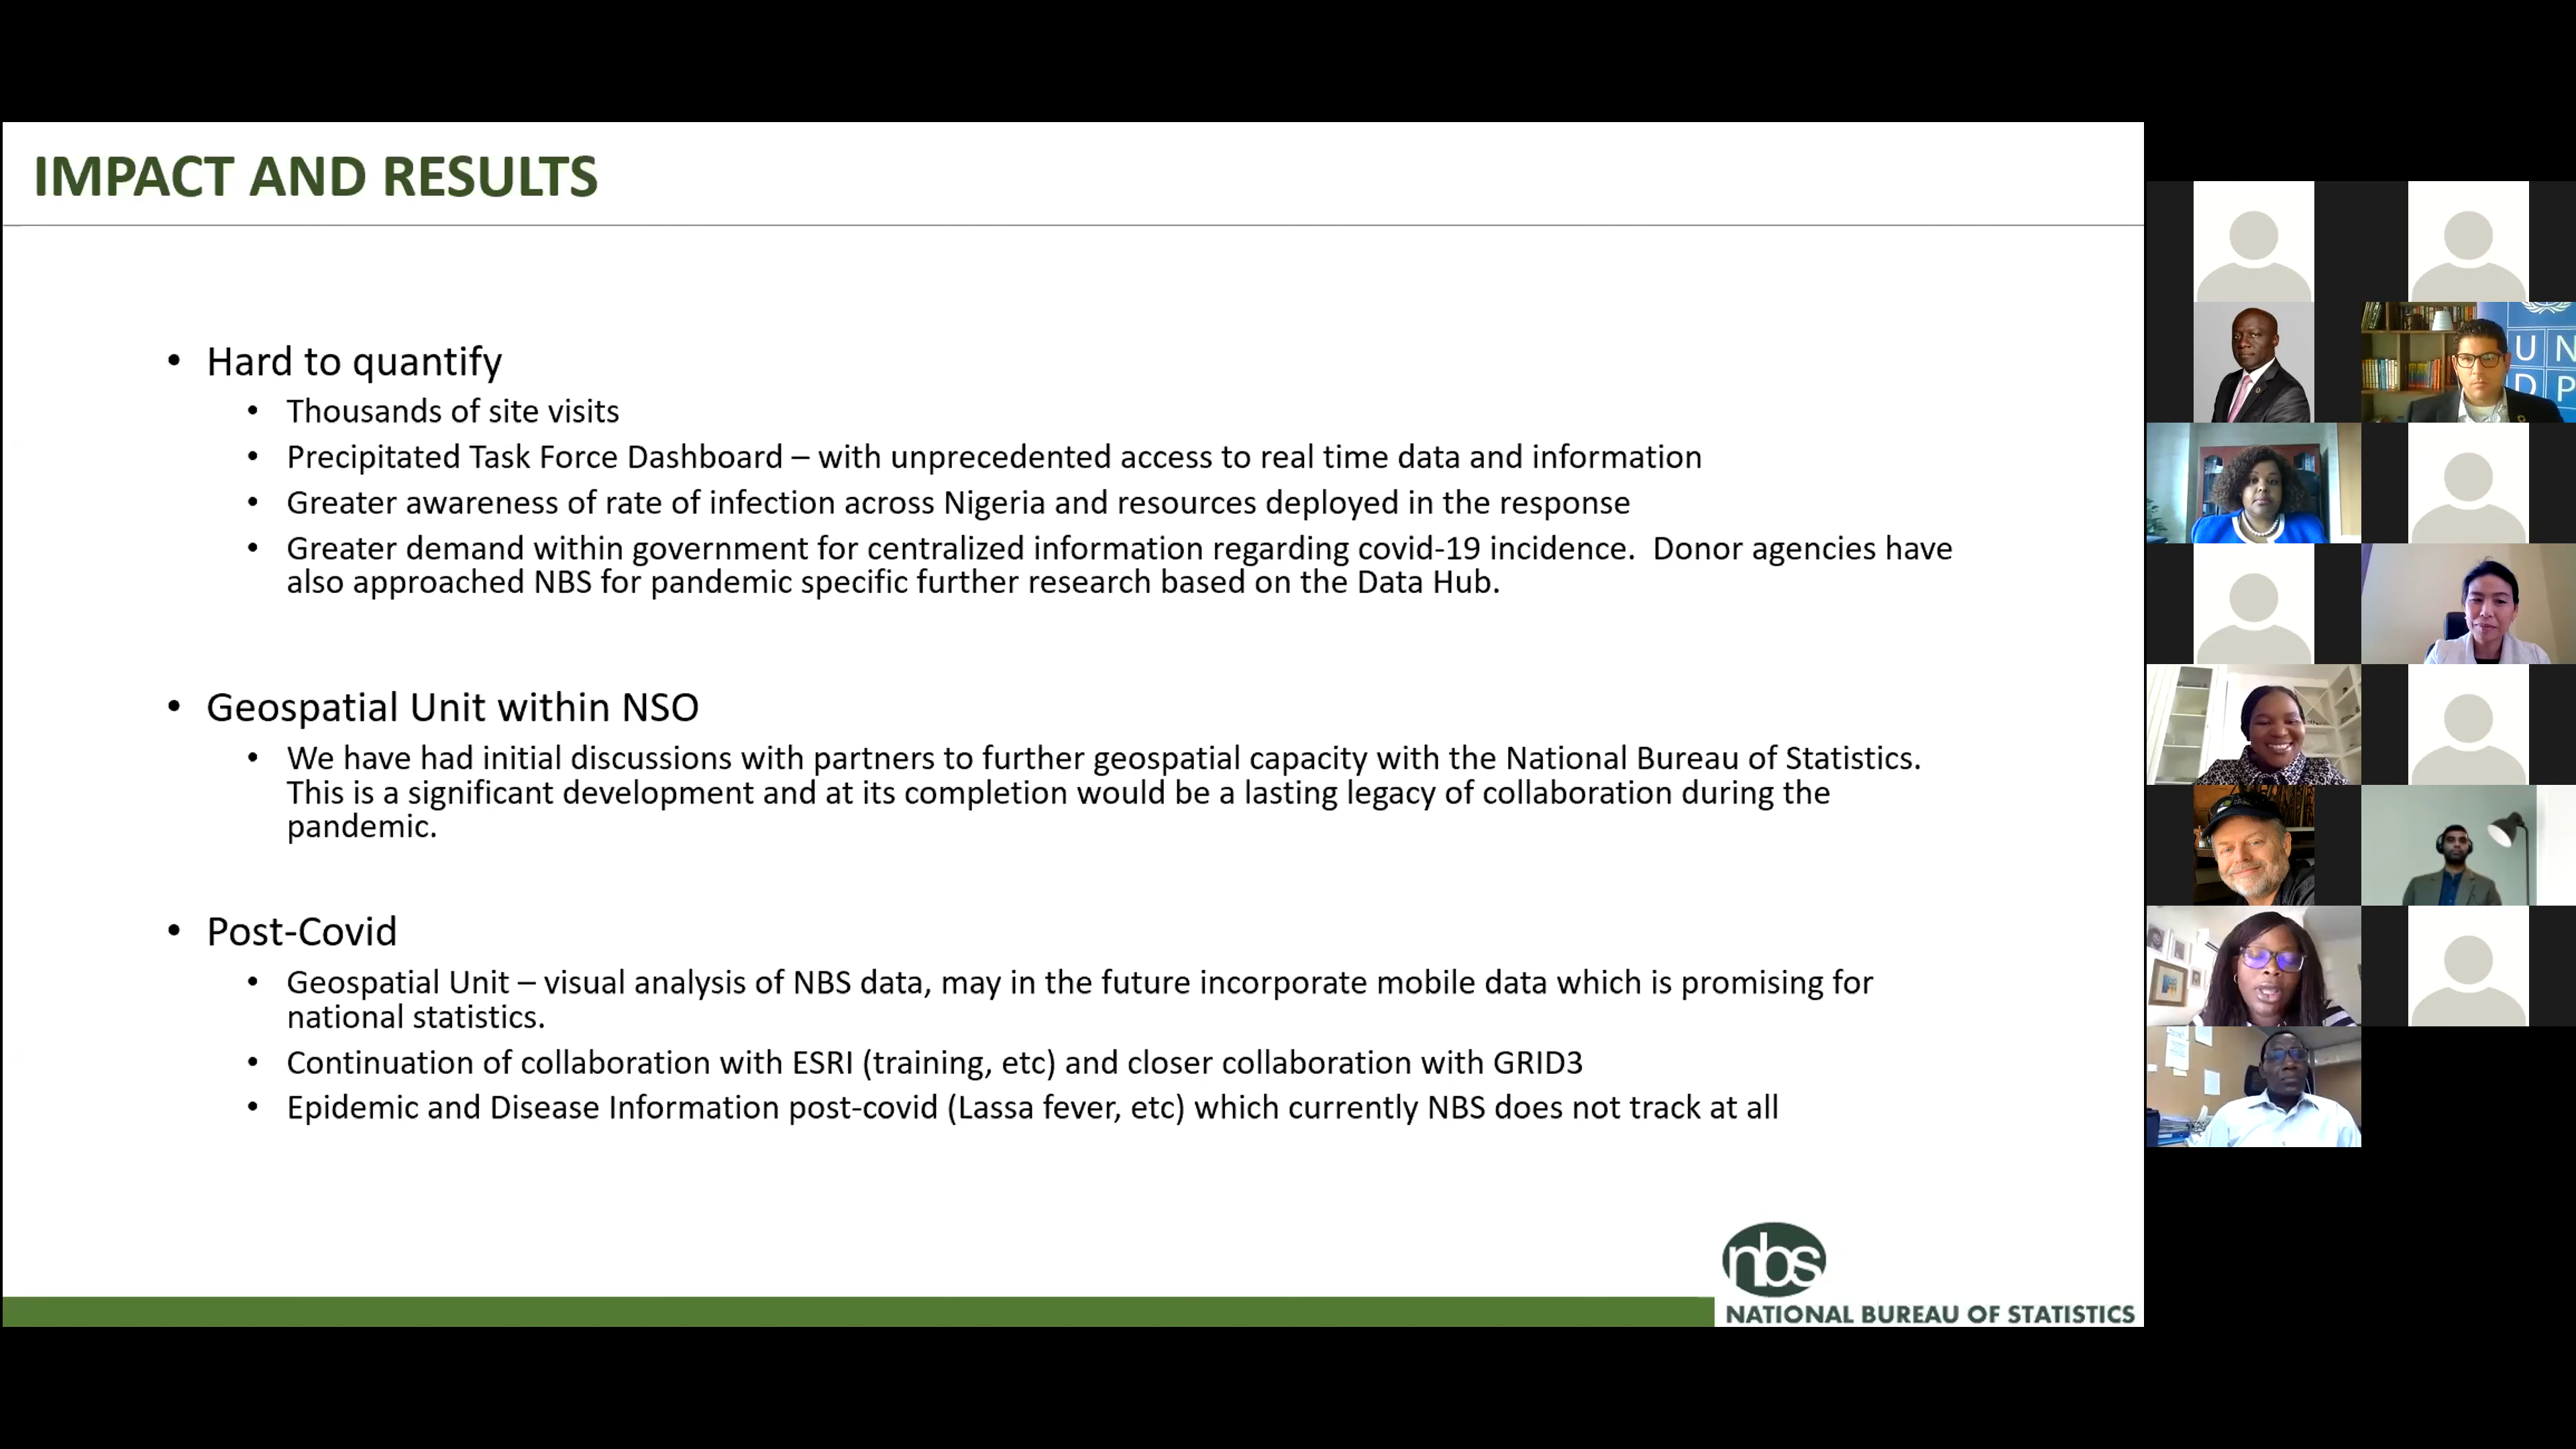 IMPACT AND RESULTS
• Hard to quantify
• Thousands of site visits
• Precipitated Task Force Dashboard – with unprecedented access to real time data and information
• Greater awareness of rate of infection across Nigeria and resources deployed in the response
• Greater demand within government for centralized information regarding covid-19 incidence.  Donor agencies have
also approached NBS for pandemic specific further research based on the Data Hub.
• Geospatial Unit within NSO
• We have had initial discussions with partners to further geospatial capacity with the National Bureau of Statistics.
This is a significant development and at its completion would be a lasting legacy of collaboration during the
pandemic.
• Post-Covid
• Geospatial Unit – visual analysis of NBS data, may in the future incorporate mobile data which is promising for
national statistics.
• Continuation of collaboration with ESRI (training, etc) and closer collaboration with GRID3
• Epidemic and Disease Information post-covid (Lassa fever, etc) which currently NBS does not track at all
nbs
NATIONAL BUREAU OF STATISTICS
U N
D P